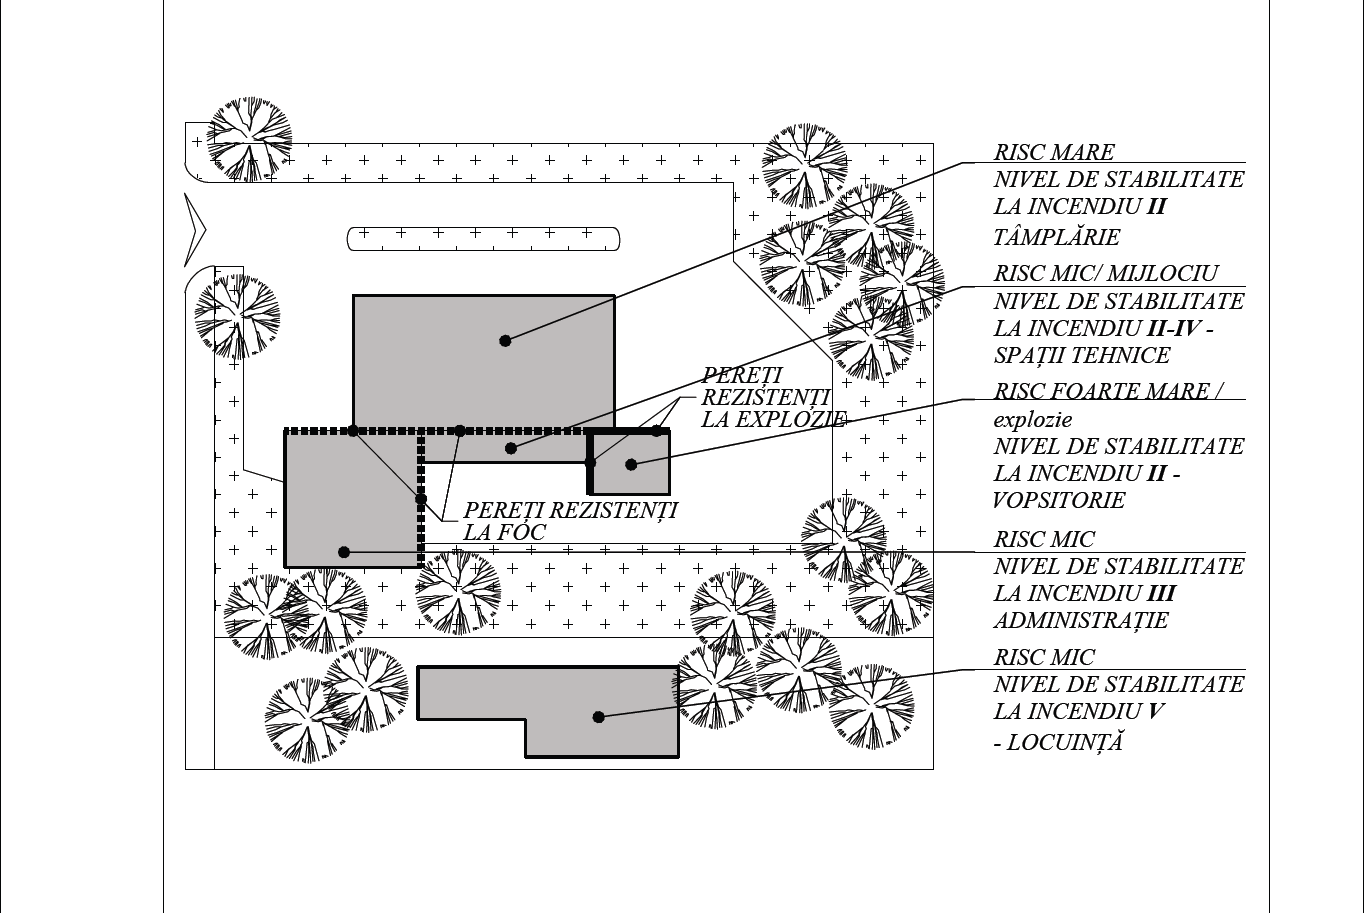 RISC MARE
NIVEL DE STABILITATE
LA INCENDIU II
TÂMPLĂRIE
RISC MIC/ MIJLOCIU
NIVEL DE STABILITATE
LA INCENDIU II-IV -
SPAȚII TEHNICE
PEREȚI
REZISTENȚI
LA EXPLOZIE
RISC FOARTE MARE /
explozie
NIVEL DE STABILITATE
LA INCENDIU II -
VOPSITORIE
PEREȚI REZISTENȚI
LA FOC
RISC MIC
NIVEL DE STABILITATE
LA INCENDIU III
ADMINISTRAȚIE
RISC MIC
NIVEL DE STABILITATE
LA INCENDIU V
- LOCUINȚĂ